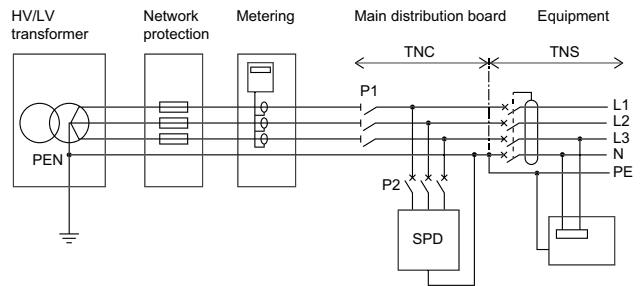 HV/LV
transformer
Network
protection
Metering
Main distribution board
Equipment
TNC
TNS
P1
L1
L2
L3
N
PE
PEN
P2
SPD